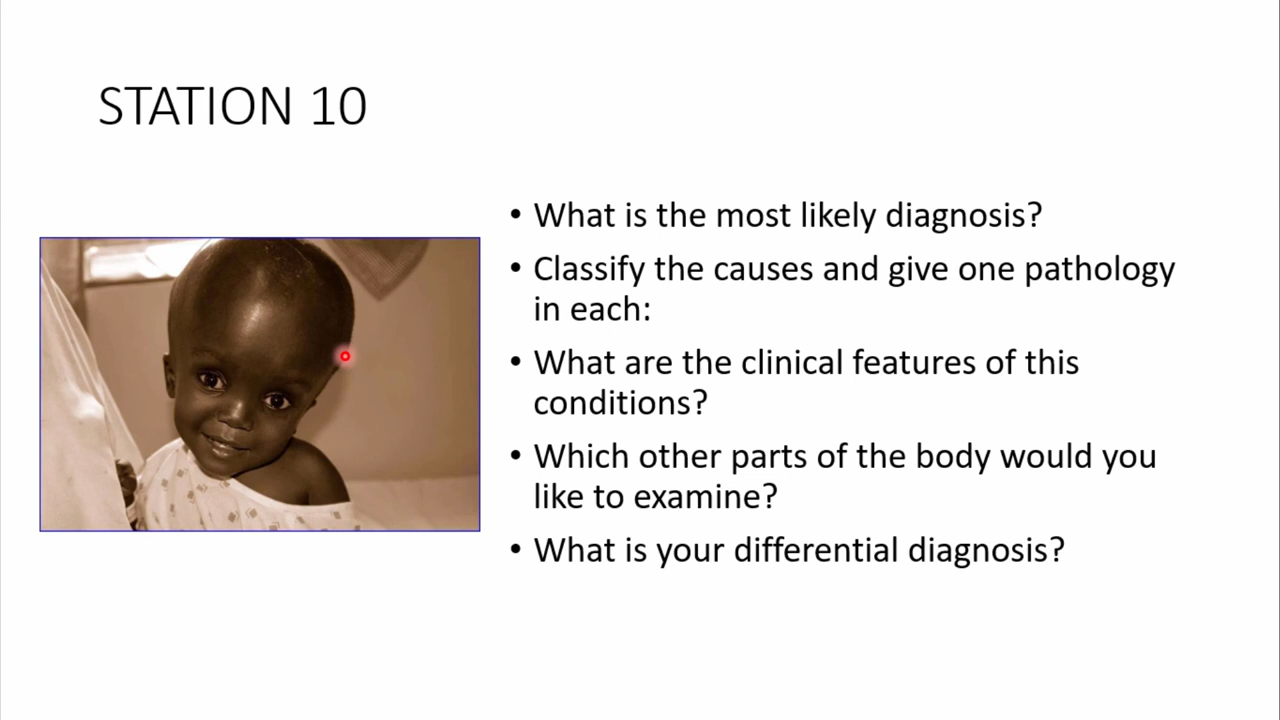 STATION 10
• What is the most likely diagnosis?
• Classify the causes and give one pathology
in each:
• What are the clinical features of this
conditions?
• Which other parts of the body would you
like to examine?
• What is your differential diagnosis?